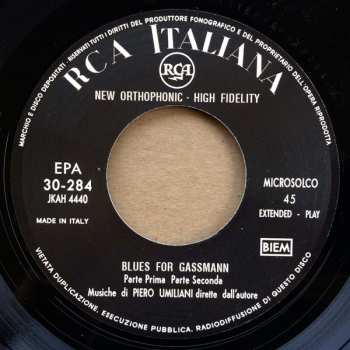 MARCHIO E DISCO DEPOSITATI · RISERVATI TUTTI I DIRITTI DEL PRODUTTORE FONOGRAFICO E DEL PROPRIETARIO DELL'OPERA RIPRODOTTA
RCA ITALIANA
RCA
NEW ORTHOPHONIC - HIGH FIDELITY
EPA
30-284
JKAH 4440
MADE IN ITALY
MICROSOLCO
45
EXTENDED - PLAY
BIEM
BLUES FOR GASSMANN
Parte Prima Parte Seconda
Musiche di PIERO UMILIANI dirette dall'autore
VIETATA DUPLICAZIONE, ESECUZIONE PUBBLICA. RADIODIFFUSIONE DI QUESTO DISCO